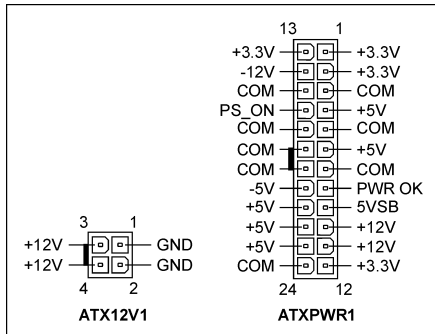 13 1
+3.3V +3.3V
-12V +3.3V
COM COM
PS_ON +5V
COM COM
COM +5V
COM COM
-5V PWR OK
+5V 5VSB
+5V +12V
+5V +12V
COM +3.3V
24 12
ATXPWR1
3 1
+12V GND
+12V GND
4 2
ATX12V1